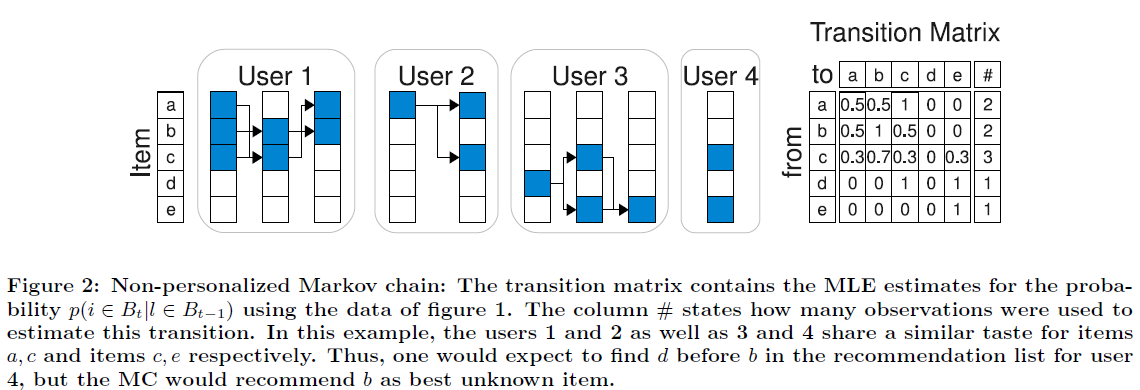 Transition Matrix
User 1 User 2 User 3 User 4 to a b c d e #
Item from
a a 0.5 0.5 1 0 0 2
b b 0.5 1 0.5 0 0 2
c c 0.3 0.7 0.3 0 0.3 3
d d 0 0 1 0 1 1
e e 0 0 0 0 1 1
Figure 2: Non-personalized Markov chain: The transition matrix contains the MLE estimates for the proba-
bility p(i ∈ Bₜ|l ∈ Bₜ₋₁) using the data of figure 1. The column # states how many observations were used to
estimate this transition. In this example, the users 1 and 2 as well as 3 and 4 share a similar taste for items
a, c and items c, e respectively. Thus, one would expect to find d before b in the recommendation list for user
4, but the MC would recommend b as best unknown item.